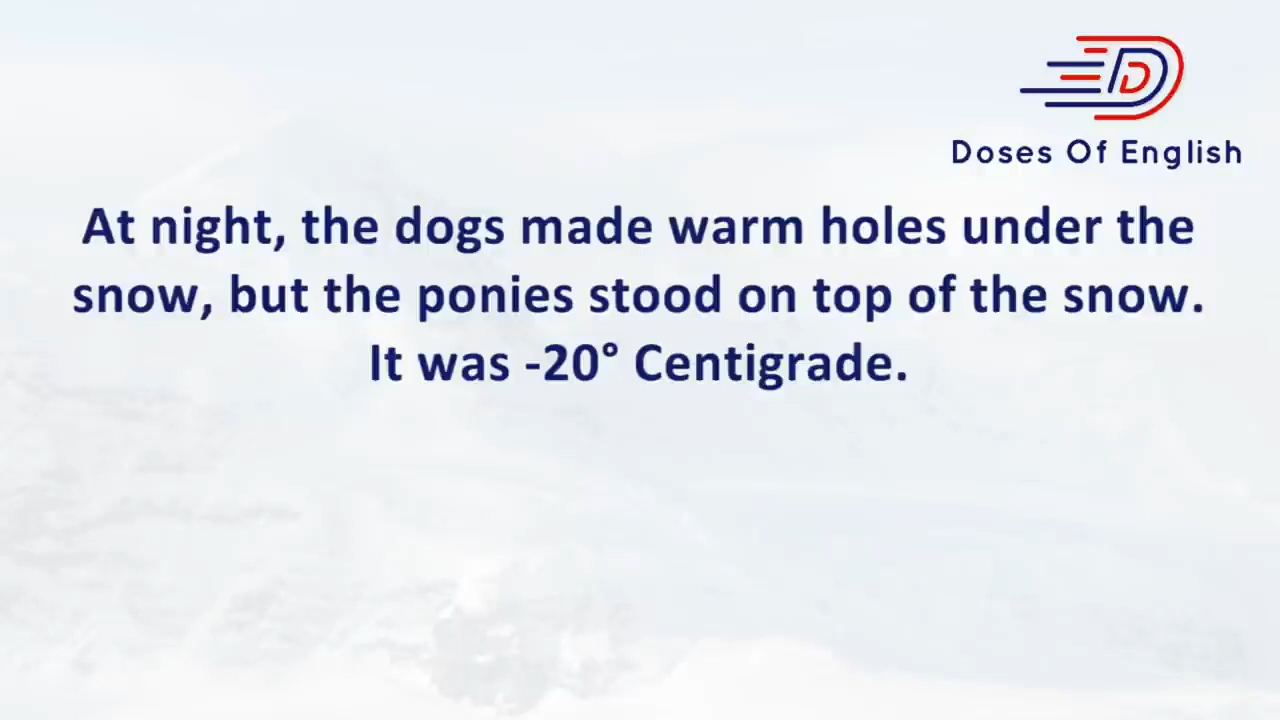 Doses Of English
At night, the dogs made warm holes under the
snow, but the ponies stood on top of the snow.
It was -20° Centigrade.